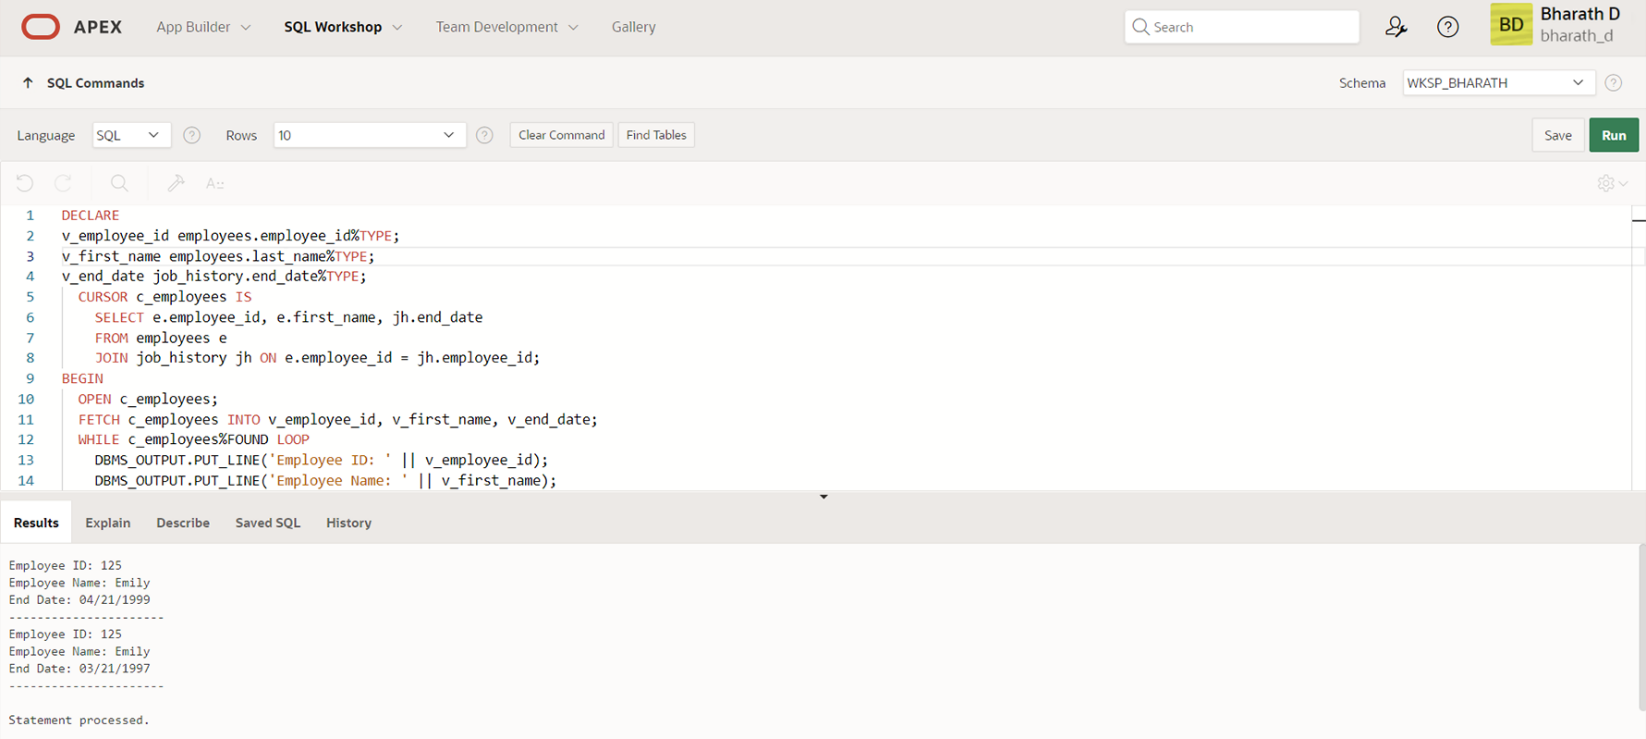 APEX App Builder SQL Workshop Team Development Gallery Search BD Bharath D
bharath_d
SQL Commands Schema WKSP_BHARATH
Language SQL Rows 10 Clear Command Find Tables Save Run
1 DECLARE
2 v_employee_id employees.employee_id%TYPE;
3 v_first_name employees.last_name%TYPE;
4 v_end_date job_history.end_date%TYPE;
5 CURSOR c_employees IS
6 SELECT e.employee_id, e.first_name, jh.end_date
7 FROM employees e
8 JOIN job_history jh ON e.employee_id = jh.employee_id;
9 BEGIN
10 OPEN c_employees;
11 FETCH c_employees INTO v_employee_id, v_first_name, v_end_date;
12 WHILE c_employees%FOUND LOOP
13 DBMS_OUTPUT.PUT_LINE('Employee ID: ' || v_employee_id);
14 DBMS_OUTPUT.PUT_LINE('Employee Name: ' || v_first_name);
Results Explain Describe Saved SQL History
Employee ID: 125
Employee Name: Emily
End Date: 04/21/1999
----------------------
Employee ID: 125
Employee Name: Emily
End Date: 03/21/1997
----------------------
Statement processed.